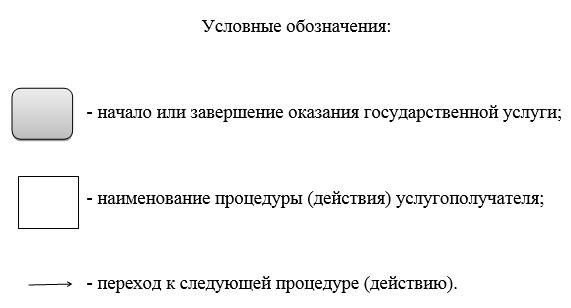 Условные обозначения:
- начало или завершение оказания государственной услуги;
- наименование процедуры (действия) услугополучателя;
- переход к следующей процедуре (действию).